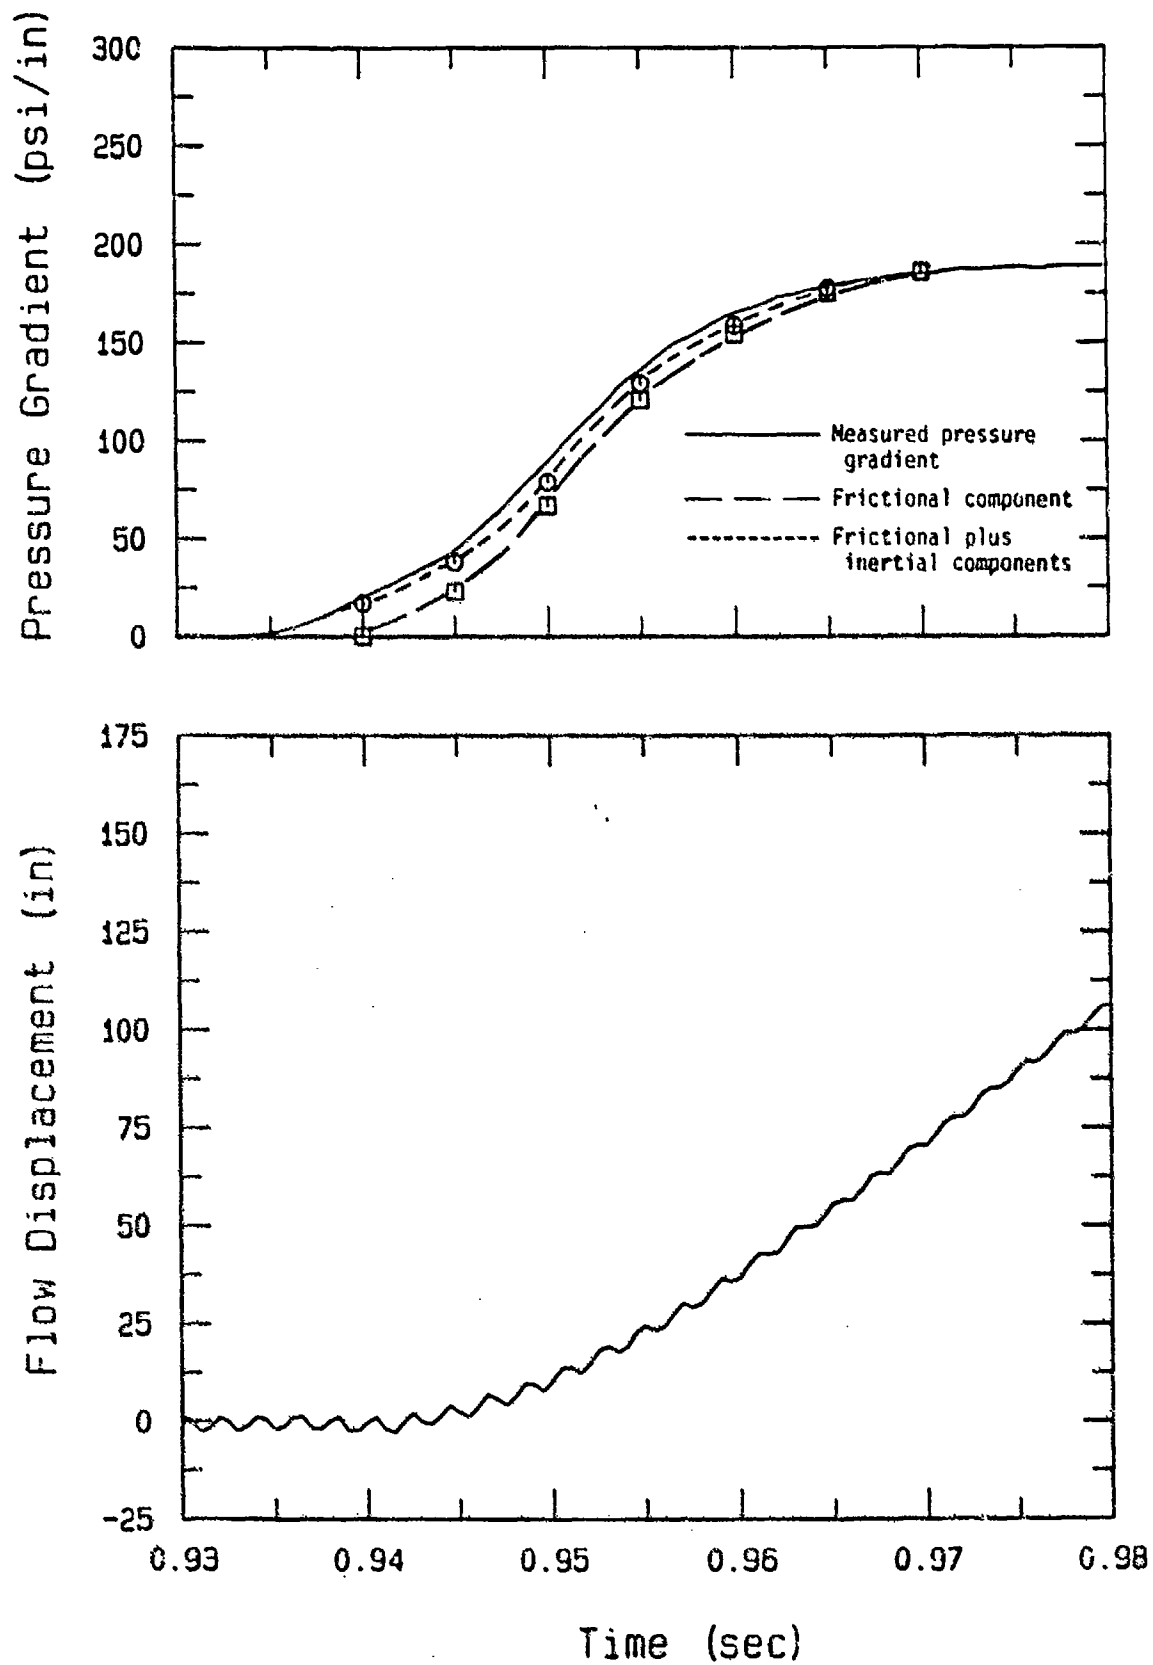 Pressure Gradient (psi/in)
300
250
200
150
100
50
0
Measured pressure
gradient
Frictional component
Frictional plus
inertial components
Flow Displacement (in)
175
150
125
100
75
50
25
0
-25
0.93 0.94 0.95 0.96 0.97 0.98
Time (sec)